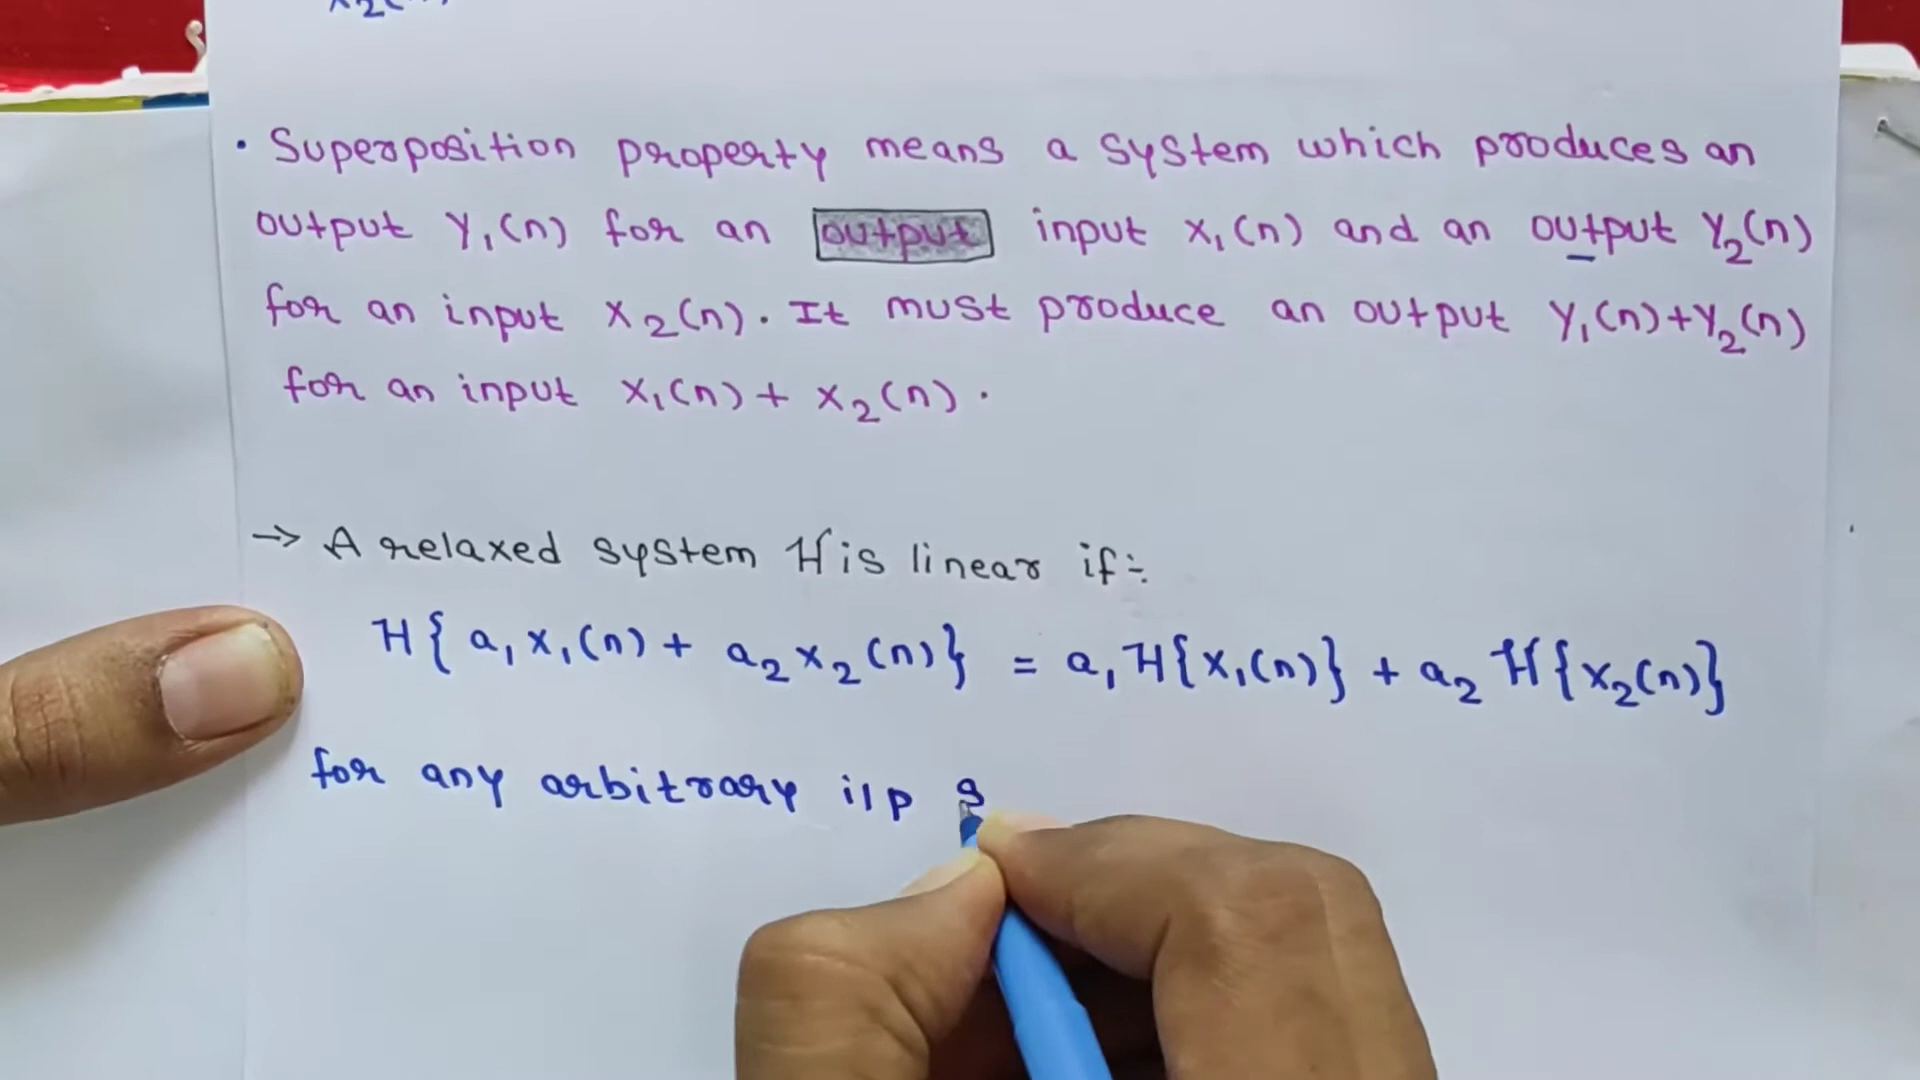 x2(n)
• Superposition property means a system which produces an
output y1(n) for an output input x1(n) and an output y2(n)
for an input x2(n). It must produce an output y1(n)+y2(n)
for an input x1(n) + x2(n).
→ A relaxed system H is linear if:-
H{ a1x1(n) + a2x2(n)} = a1H{x1(n)} + a2 H{x2(n)}
for any arbitrary i/p s